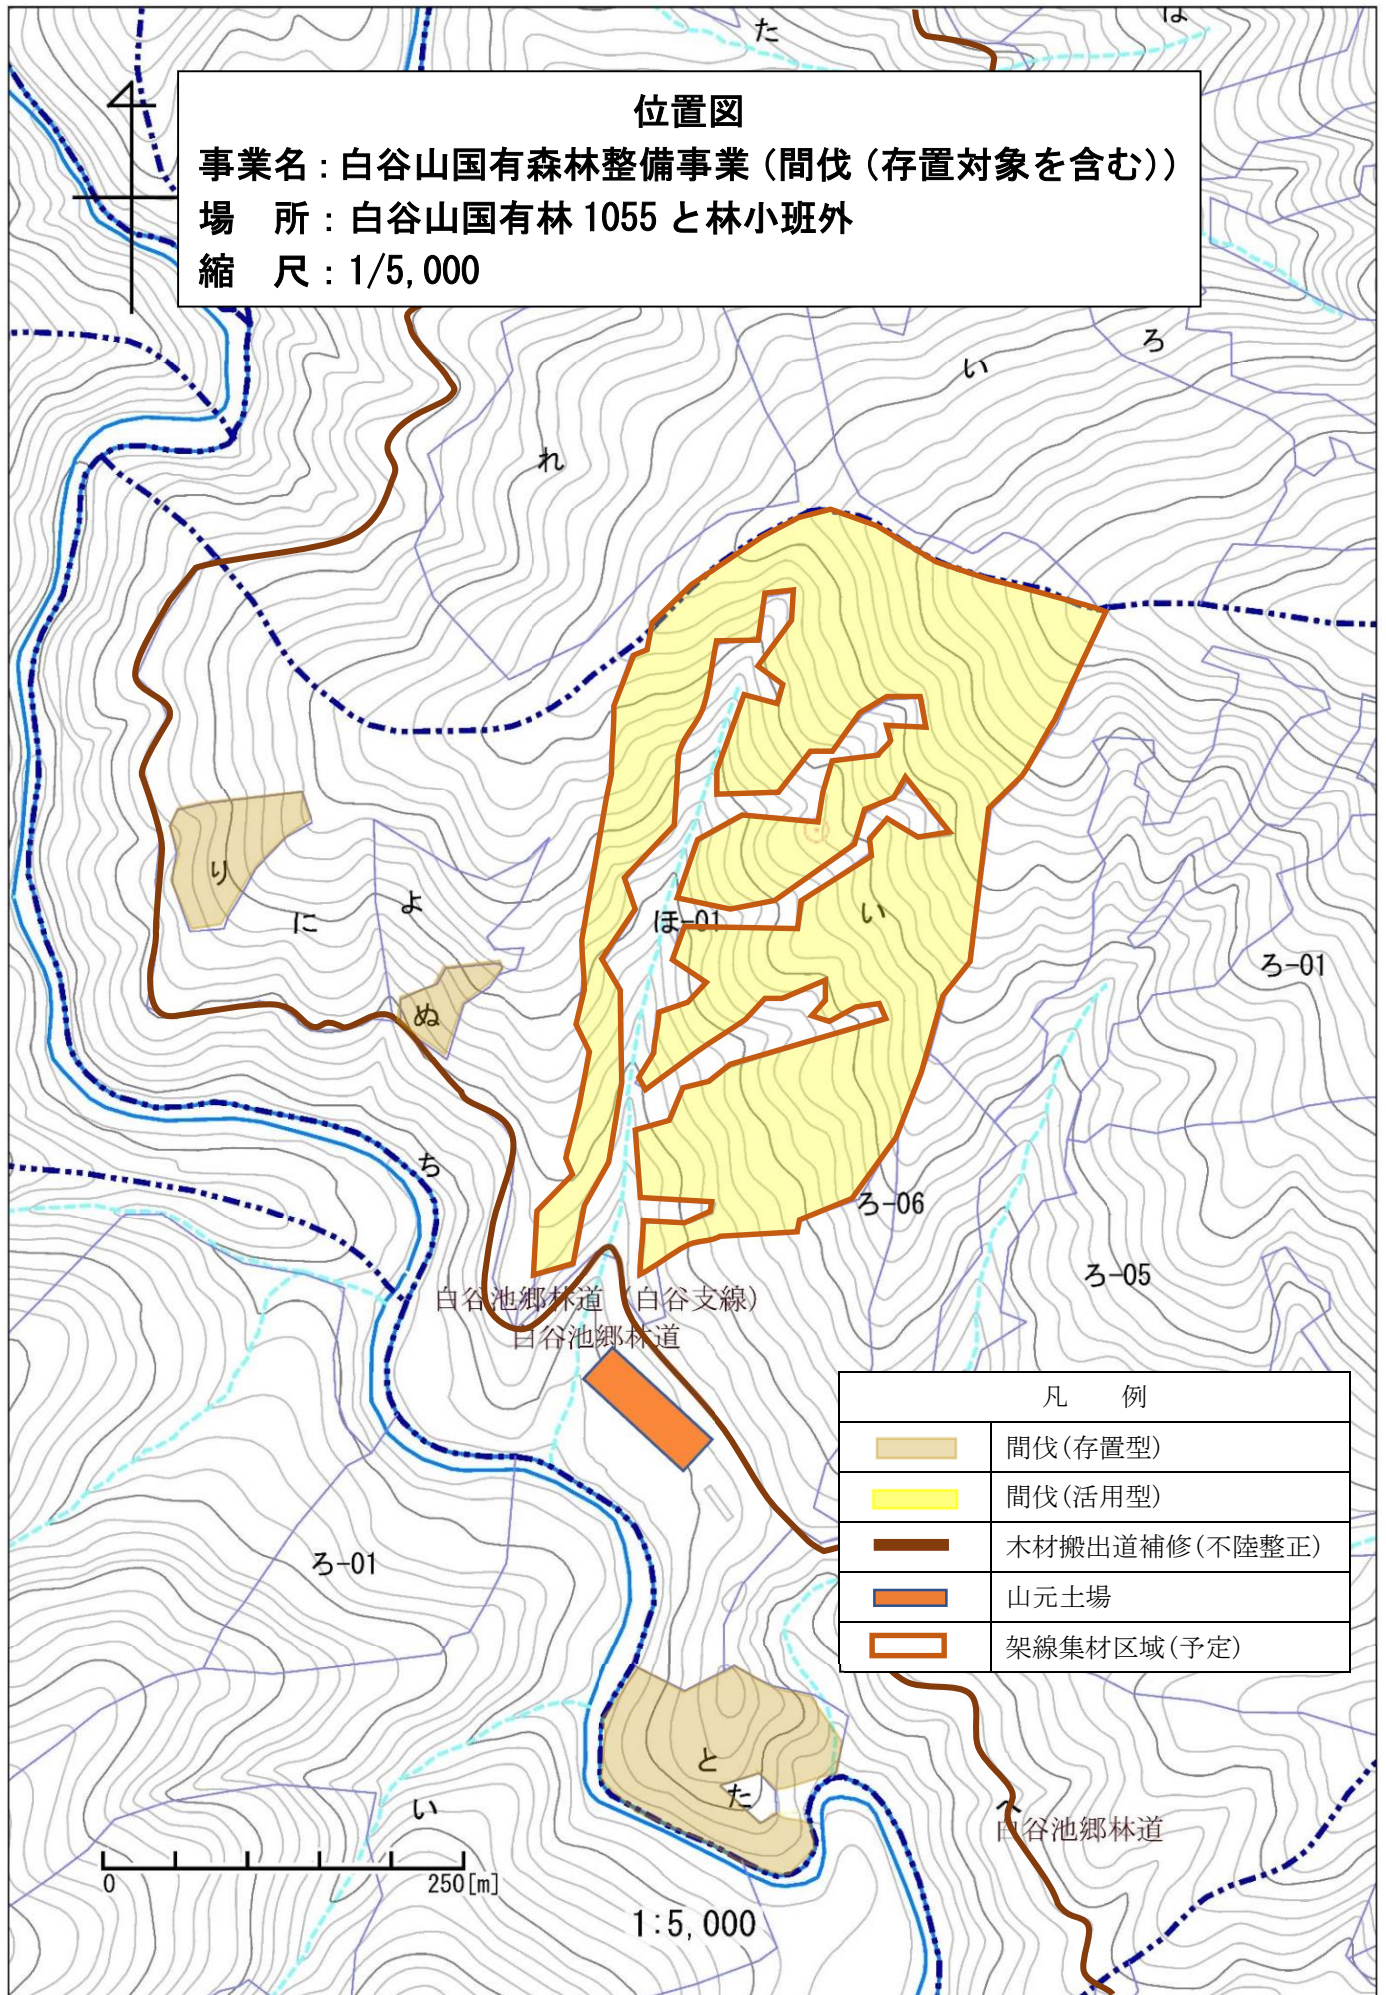 た
は
位置図
事業名：白谷山国有森林整備事業（間伐（存置対象を含む））
場　所：白谷山国有林 1055 と林小班外
縮　尺：1/5,000
ろ
い
れ
り
に
よ
ほ-01
い
ろ-01
ぬ
ち
ろ-06
ろ-05
白谷池郷林道（白谷支線）
白谷池郷林道
凡　例
間伐(存置型)
間伐(活用型)
木材搬出道補修(不陸整正)
山元土場
架線集材区域(予定)
ろ-01
と
た
い
へ
白谷池郷林道
0
250[m]
1:5,000